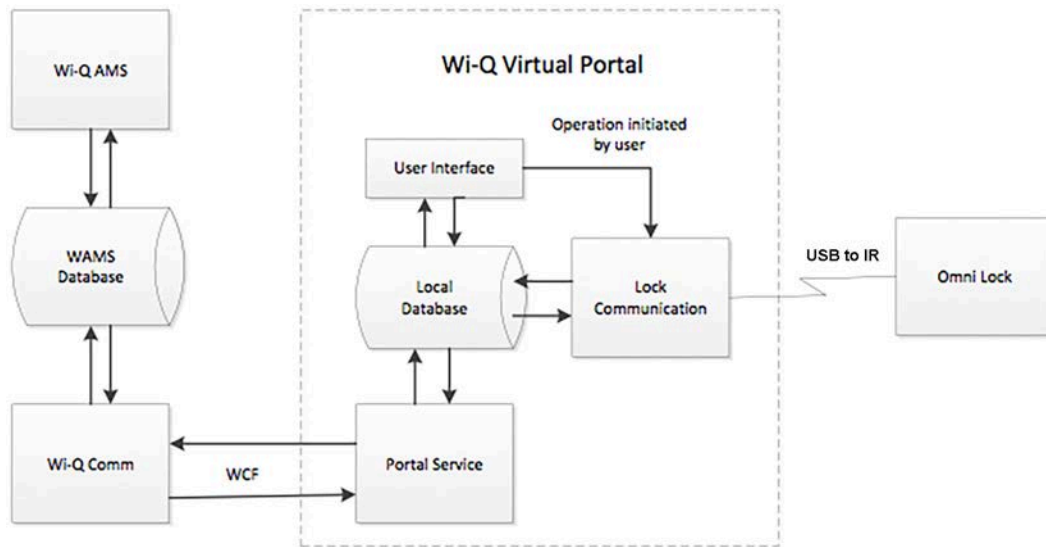 Wi-Q AMS
Wi-Q Virtual Portal
Operation initiated
by user
User Interface
WAMS
Database
Local
Database
Lock
Communication
USB to IR
Omni Lock
Wi-Q Comm
WCF
Portal Service